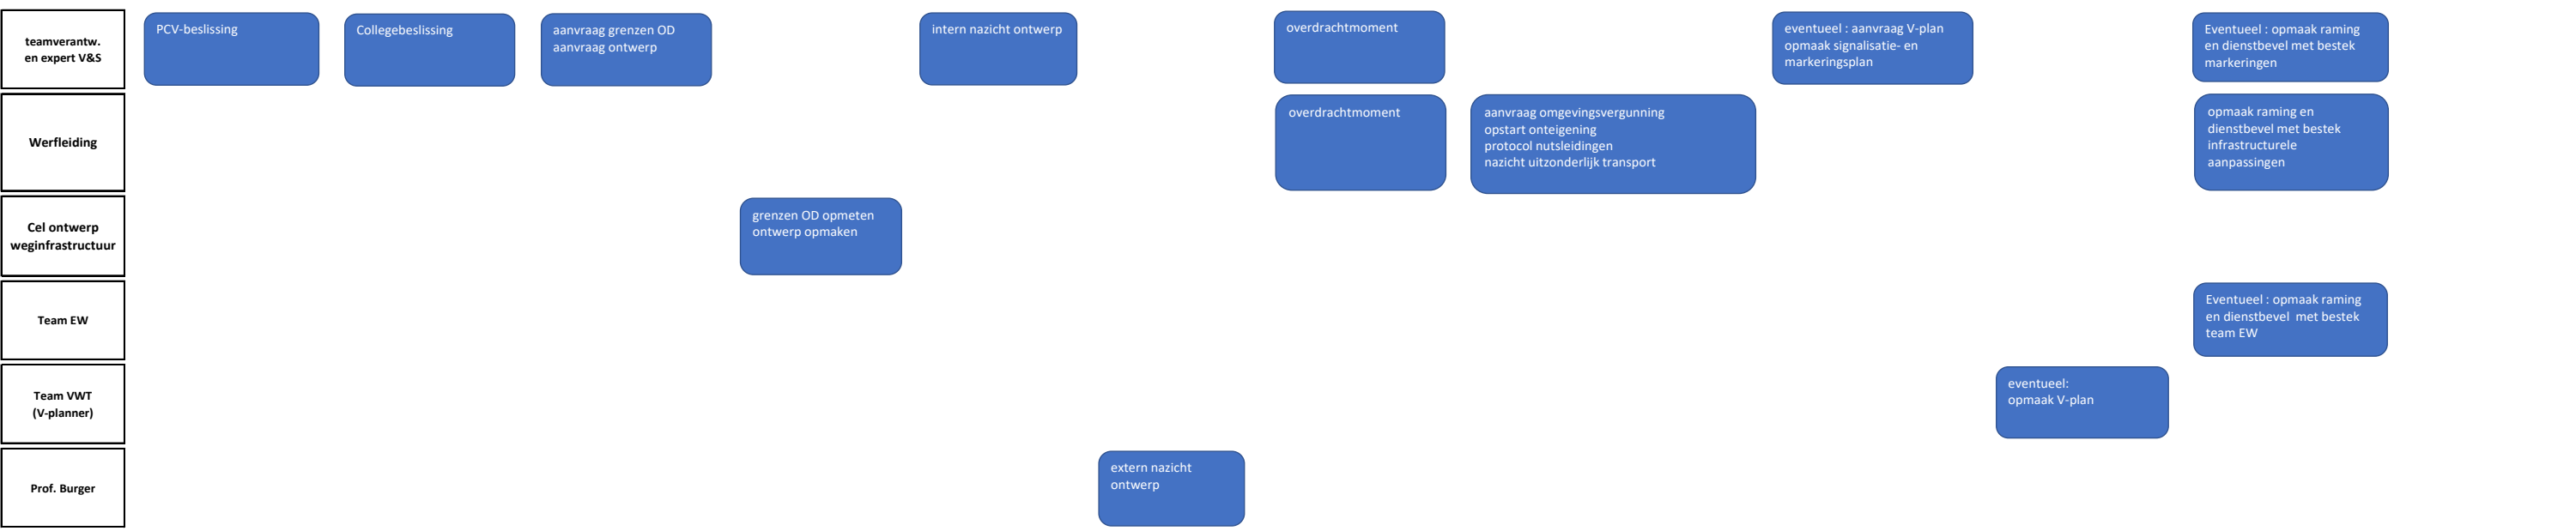 teamverantw.
en expert V&S
PCV-beslissing
Collegebeslissing
aanvraag grenzen OD
aanvraag ontwerp
intern nazicht ontwerp
overdrachtmoment
eventueel : aanvraag V-plan
opmaak signalisatie- en
markeringsplan
Eventueel : opmaak raming
en dienstbevel met bestek
markeringen
Werfleiding
overdrachtmoment
aanvraag omgevingsvergunning
opstart onteigening
protocol nutsleidingen
nazicht uitzonderlijk transport
opmaak raming en
dienstbevel met bestek
infrastructurele
aanpassingen
Cel ontwerp
weginfrastructuur
grenzen OD opmeten
ontwerp opmaken
Team EW
Eventueel : opmaak raming
en dienstbevel  met bestek
team EW
Team VWT
(V-planner)
eventueel:
opmaak V-plan
Prof. Burger
extern nazicht
ontwerp